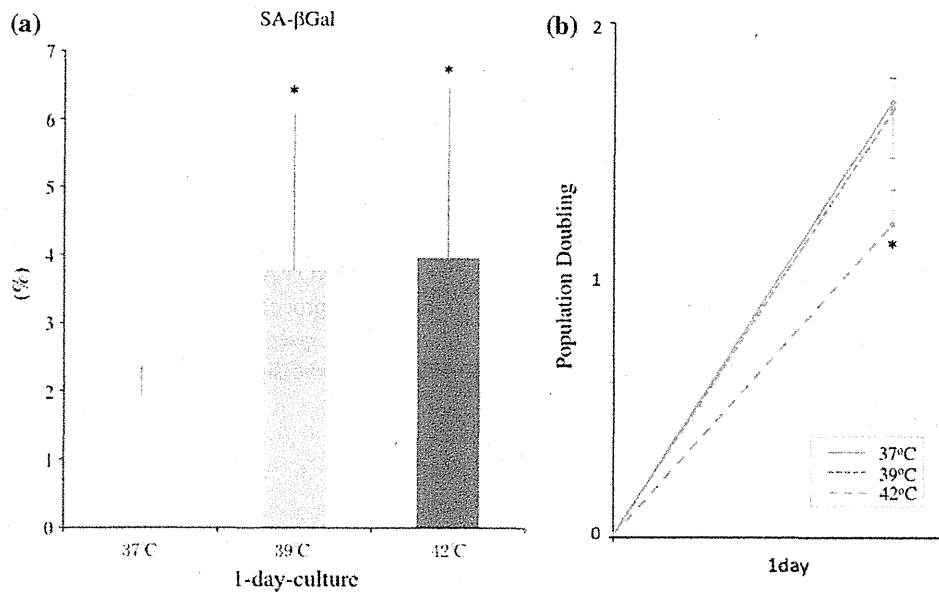 (a)
SA-βGal
7
6
5
4
3
2
1
0
(%)
*
*
37℃
39℃
42℃
1-day-culture
(b)
2
1
0
Population Doubling
*
37°C
39°C
42°C
1day